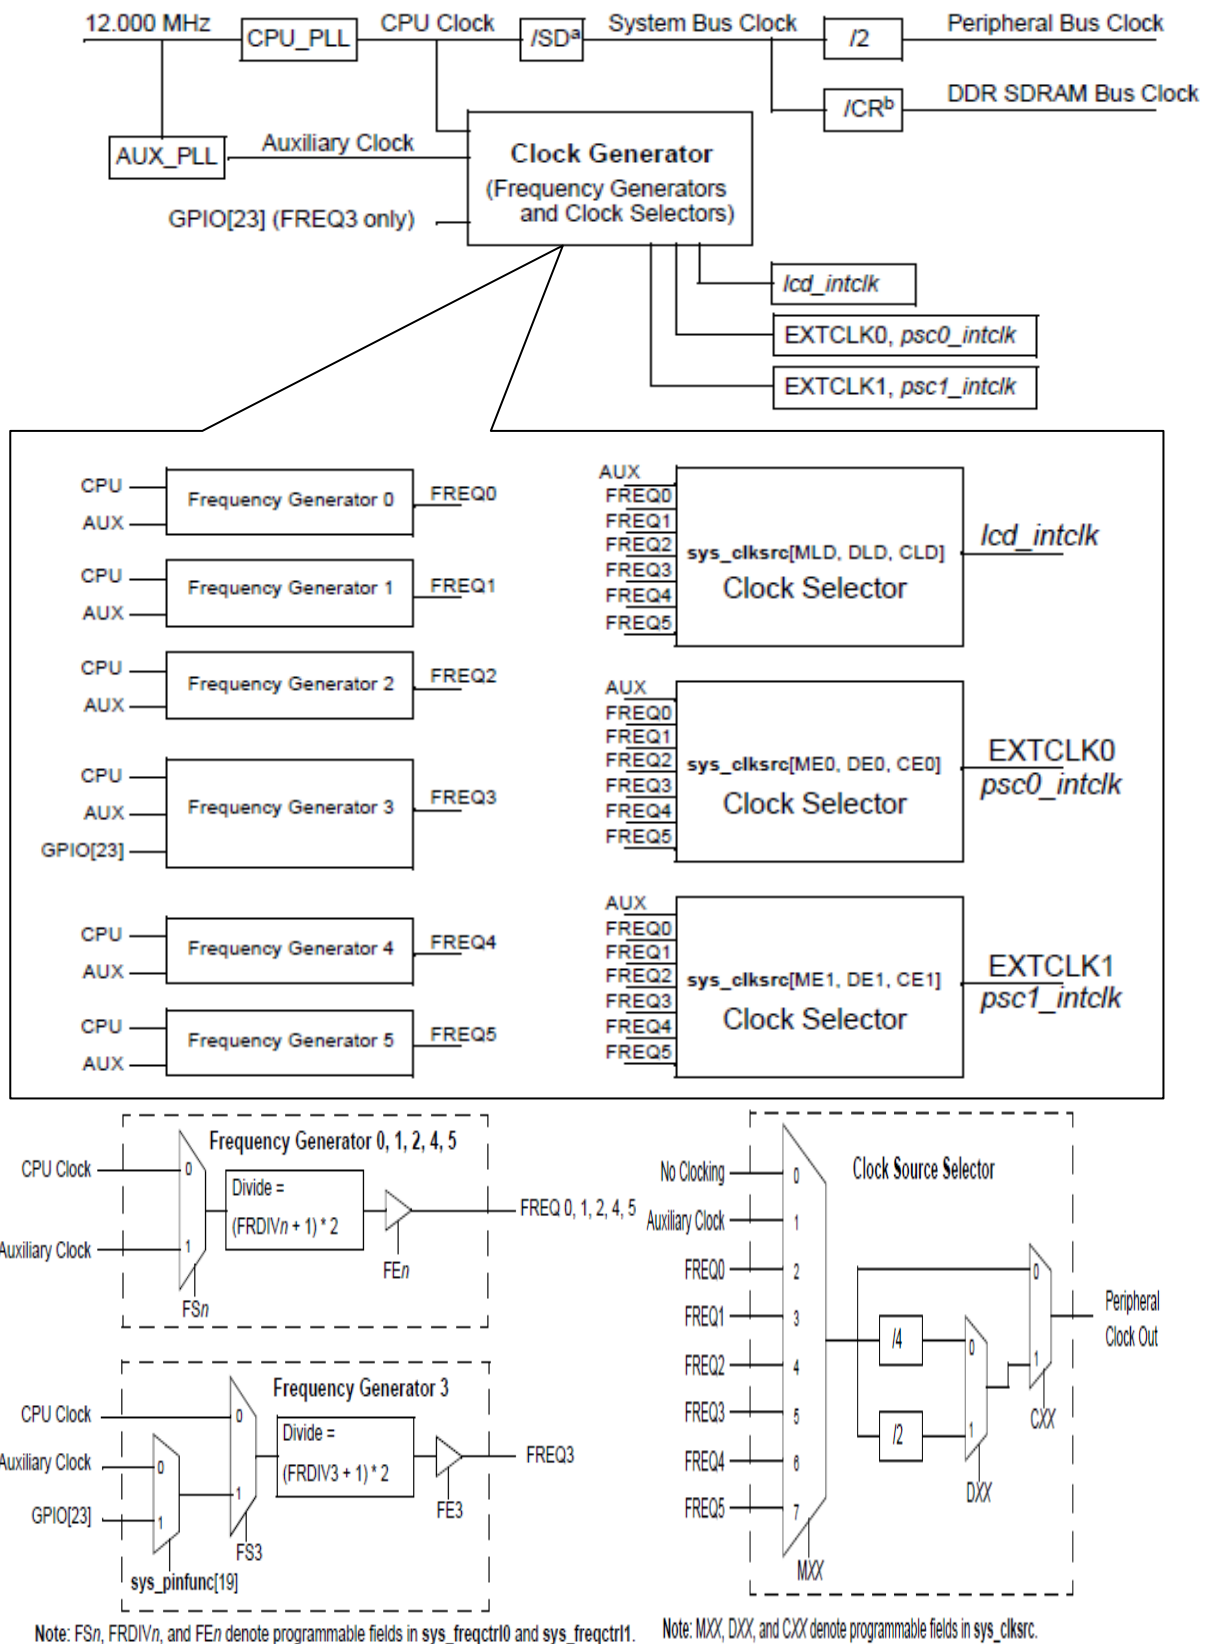 12.000 MHz
CPU_PLL
CPU Clock
/SDa
System Bus Clock
/2
Peripheral Bus Clock
/CRb
DDR SDRAM Bus Clock
AUX_PLL
Auxiliary Clock
Clock Generator
(Frequency Generators
and Clock Selectors)
GPIO[23] (FREQ3 only)
lcd_intclk
EXTCLK0, psc0_intclk
EXTCLK1, psc1_intclk
CPU
AUX
Frequency Generator 0
FREQ0
CPU
AUX
Frequency Generator 1
FREQ1
CPU
AUX
Frequency Generator 2
FREQ2
CPU
AUX
GPIO[23]
Frequency Generator 3
FREQ3
CPU
AUX
Frequency Generator 4
FREQ4
CPU
AUX
Frequency Generator 5
FREQ5
AUX
FREQ0
FREQ1
FREQ2
FREQ3
FREQ4
FREQ5
sys_clksrc[MLD, DLD, CLD]
Clock Selector
lcd_intclk
AUX
FREQ0
FREQ1
FREQ2
FREQ3
FREQ4
FREQ5
sys_clksrc[ME0, DE0, CE0]
Clock Selector
EXTCLK0
psc0_intclk
AUX
FREQ0
FREQ1
FREQ2
FREQ3
FREQ4
FREQ5
sys_clksrc[ME1, DE1, CE1]
Clock Selector
EXTCLK1
psc1_intclk
Frequency Generator 0, 1, 2, 4, 5
CPU Clock
0
Divide =
(FRDIVn + 1) * 2
FREQ 0, 1, 2, 4, 5
Auxiliary Clock
1
FEn
FSn
Frequency Generator 3
CPU Clock
0
Divide =
(FRDIV3 + 1) * 2
FREQ3
Auxiliary Clock
0
1
GPIO[23]
1
FE3
FS3
sys_pinfunc[19]
Note: FSn, FRDIVn, and FEn denote programmable fields in sys_freqctrl0 and sys_freqctrl1.
Clock Source Selector
No Clocking
0
Auxiliary Clock
1
FREQ0
2
FREQ1
3
FREQ2
4
FREQ3
5
FREQ4
6
FREQ5
7
/4
/2
0
1
0
1
Peripheral
Clock Out
CXX
DXX
MXX
Note: MXX, DXX, and CXX denote programmable fields in sys_clksrc.